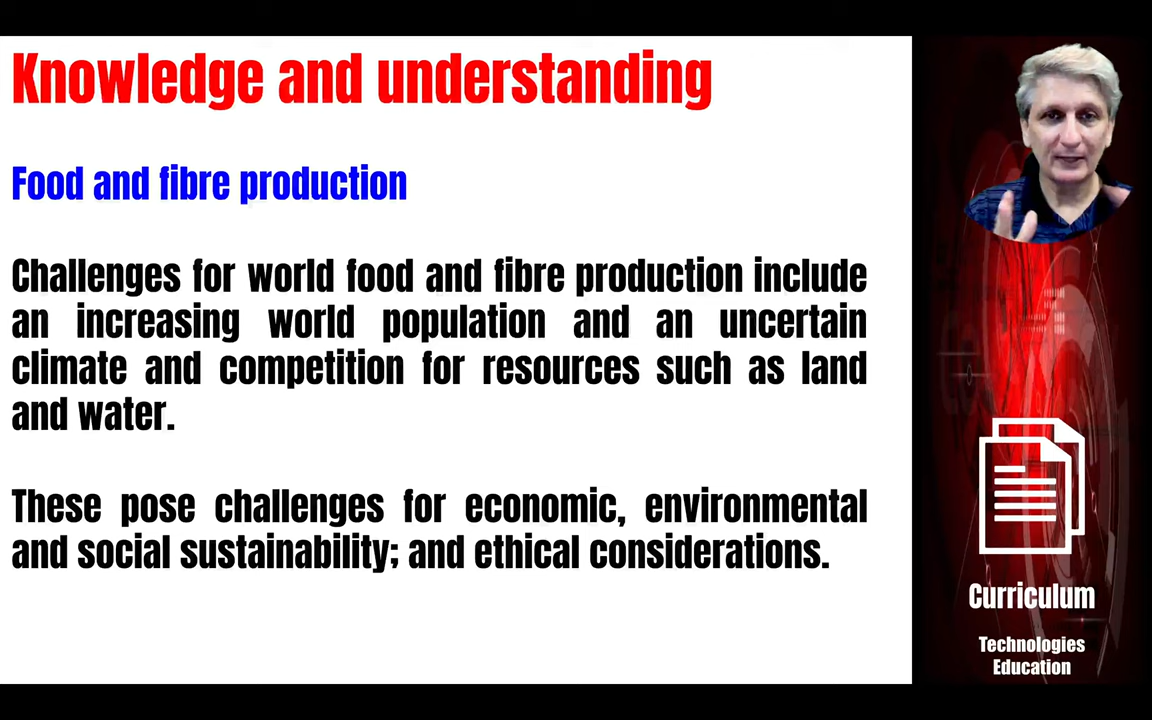 Knowledge and understanding
Food and fibre production
Challenges for world food and fibre production include
an increasing world population and an uncertain
climate and competition for resources such as land
and water.
These pose challenges for economic, environmental
and social sustainability; and ethical considerations.
Curriculum
Technologies
Education